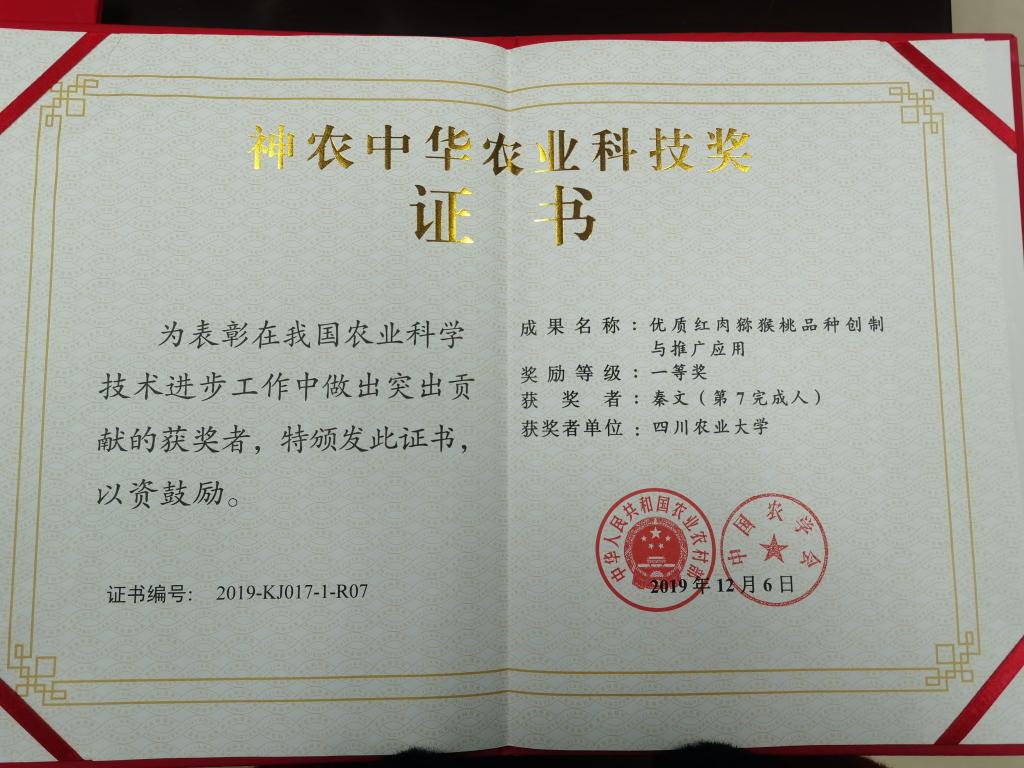 神农中华农业科技奖
证书
为表彰在我国农业科学
技术进步工作中做出突出贡
献的获奖者，特颁发此证书，
以资鼓励。
证书编号： 2019-KJ017-1-R07
成果名称：优质红肉猕猴桃品种创制
与推广应用
奖励等级：一等奖
获奖者：秦文（第7完成人）
获奖者单位：四川农业大学
中华人民共和国农业农村部
中国农学会
2019年12月6日